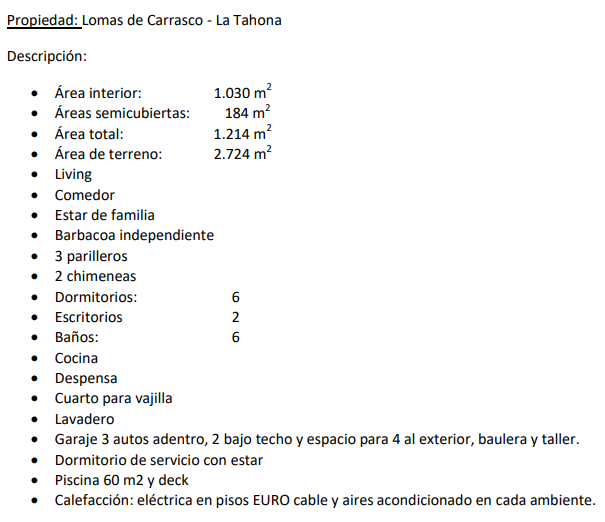 Propiedad: Lomas de Carrasco - La Tahona
Descripción:
• Área interior: 1.030 m²
• Áreas semicubiertas: 184 m²
• Área total: 1.214 m²
• Área de terreno: 2.724 m²
• Living
• Comedor
• Estar de familia
• Barbacoa independiente
• 3 parilleros
• 2 chimeneas
• Dormitorios: 6
• Escritorios 2
• Baños: 6
• Cocina
• Despensa
• Cuarto para vajilla
• Lavadero
• Garaje 3 autos adentro, 2 bajo techo y espacio para 4 al exterior, baulera y taller.
• Dormitorio de servicio con estar
• Piscina 60 m2 y deck
• Calefacción: eléctrica en pisos EURO cable y aires acondicionado en cada ambiente.